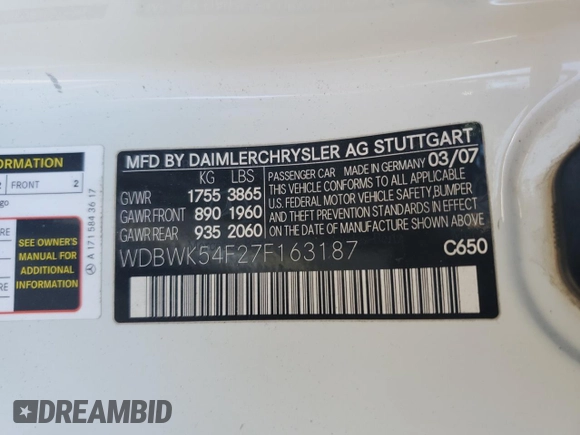 ORMATION
FRONT 2
SEE OWNER'S
MANUAL FOR
ADDITIONAL
INFORMATION
A 171 584 36 17
MFD BY DAIMLERCHRYSLER AG STUTTGART
KG LBS
GVWR 1755 3865
GAWR FRONT 890 1960
GAWR REAR 935 2060
PASSENGER CAR MADE IN GERMANY 03/07
THIS VEHICLE CONFORMS TO ALL APPLICABLE
U.S. FEDERAL MOTOR VEHICLE SAFETY,BUMPER
AND THEFT PREVENTION STANDARDS IN EFFECT
ON THE DATE OF MANUFACTURE SHOWN ABOVE
WDBWK54F27F163187 C650
DREAMBID